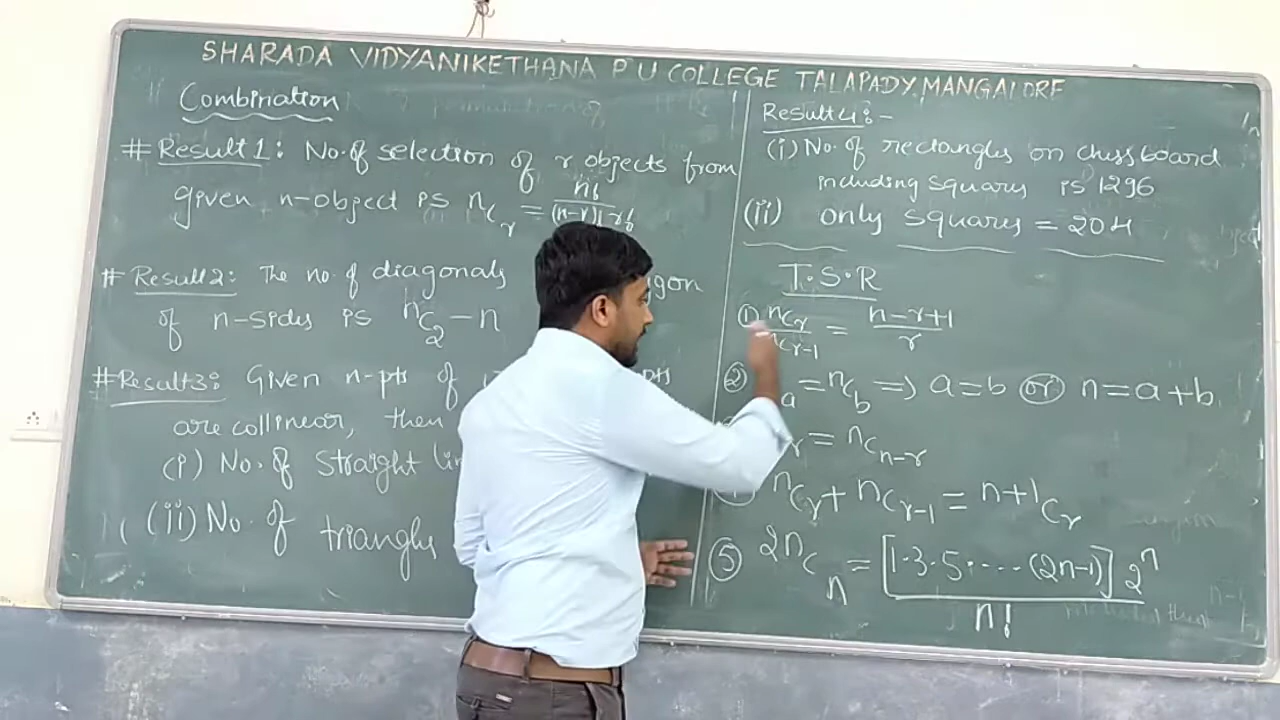 SHARADA VIDYANIKETHANA P U COLLEGE TALAPADY, MANGALORE
Combination
# Result 1: No. of selection of r objects from
given n-object is nCr = n! / (n-r)! r!
# Result 2: The no. of diagonals
of n-sides is nC2 - n
# Result 3: Given n-pts of
are collinear, then
(i) No. of straight
(ii) No. of triangles
Result 4:-
(i) No. of rectangles on chessboard
including squares is 1296
(ii) only squares = 204
T.S.R
① nCr / nCr-1 = n-r+1 / r
② a = nCb => a=b or n=a+b.
r = nCn-r
nCr + nCr-1 = n+1Cr
⑤ 2nCn = [1·3·5·....(2n-1)] 2^n / n!